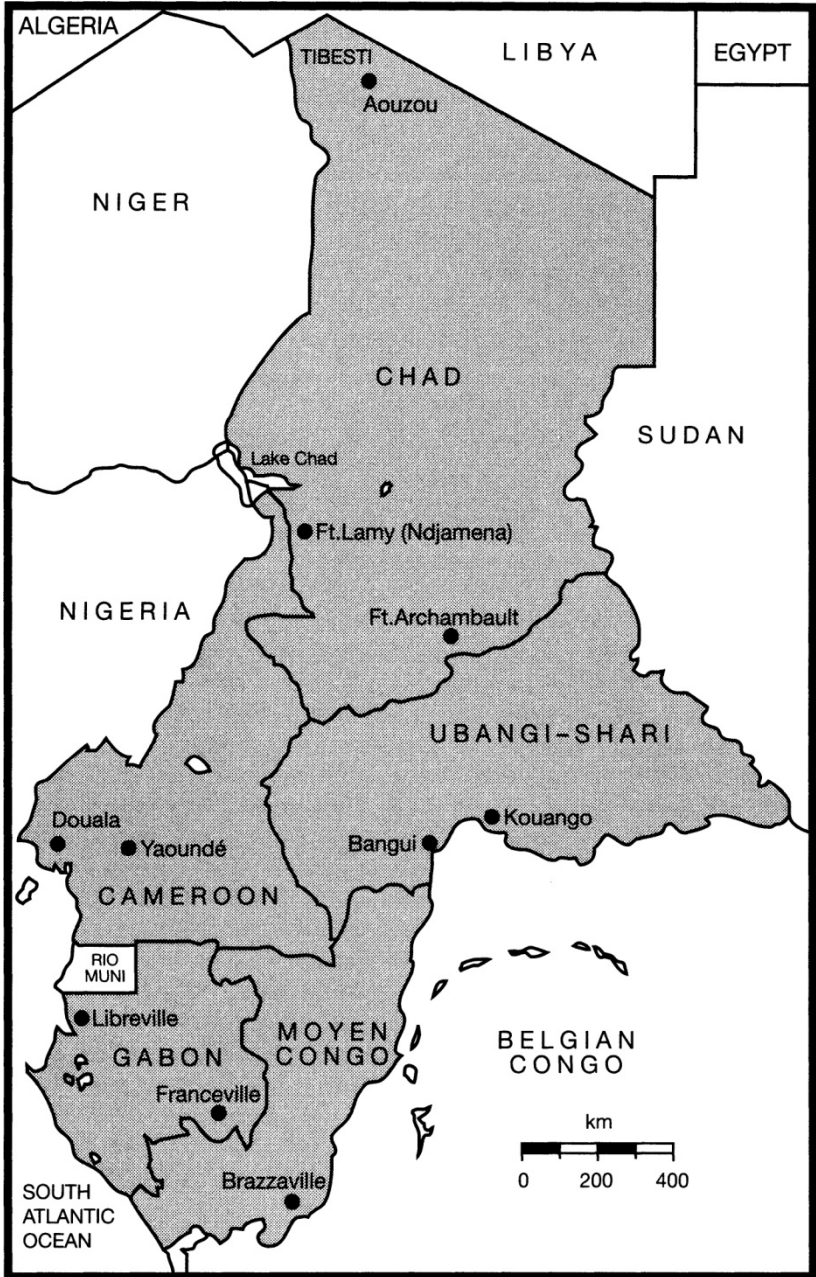 ALGERIA
LIBYA
EGYPT
TIBESTI
Aouzou
NIGER
CHAD
SUDAN
Lake Chad
Ft.Lamy (Ndjamena)
NIGERIA
Ft.Archambault
UBANGI–SHARI
Douala
Kouango
Yaoundé
Bangui
CAMEROON
RIO
MUNI
Libreville
MOYEN
CONGO
GABON
BELGIAN
CONGO
Franceville
km
0 200 400
Brazzaville
SOUTH
ATLANTIC
OCEAN